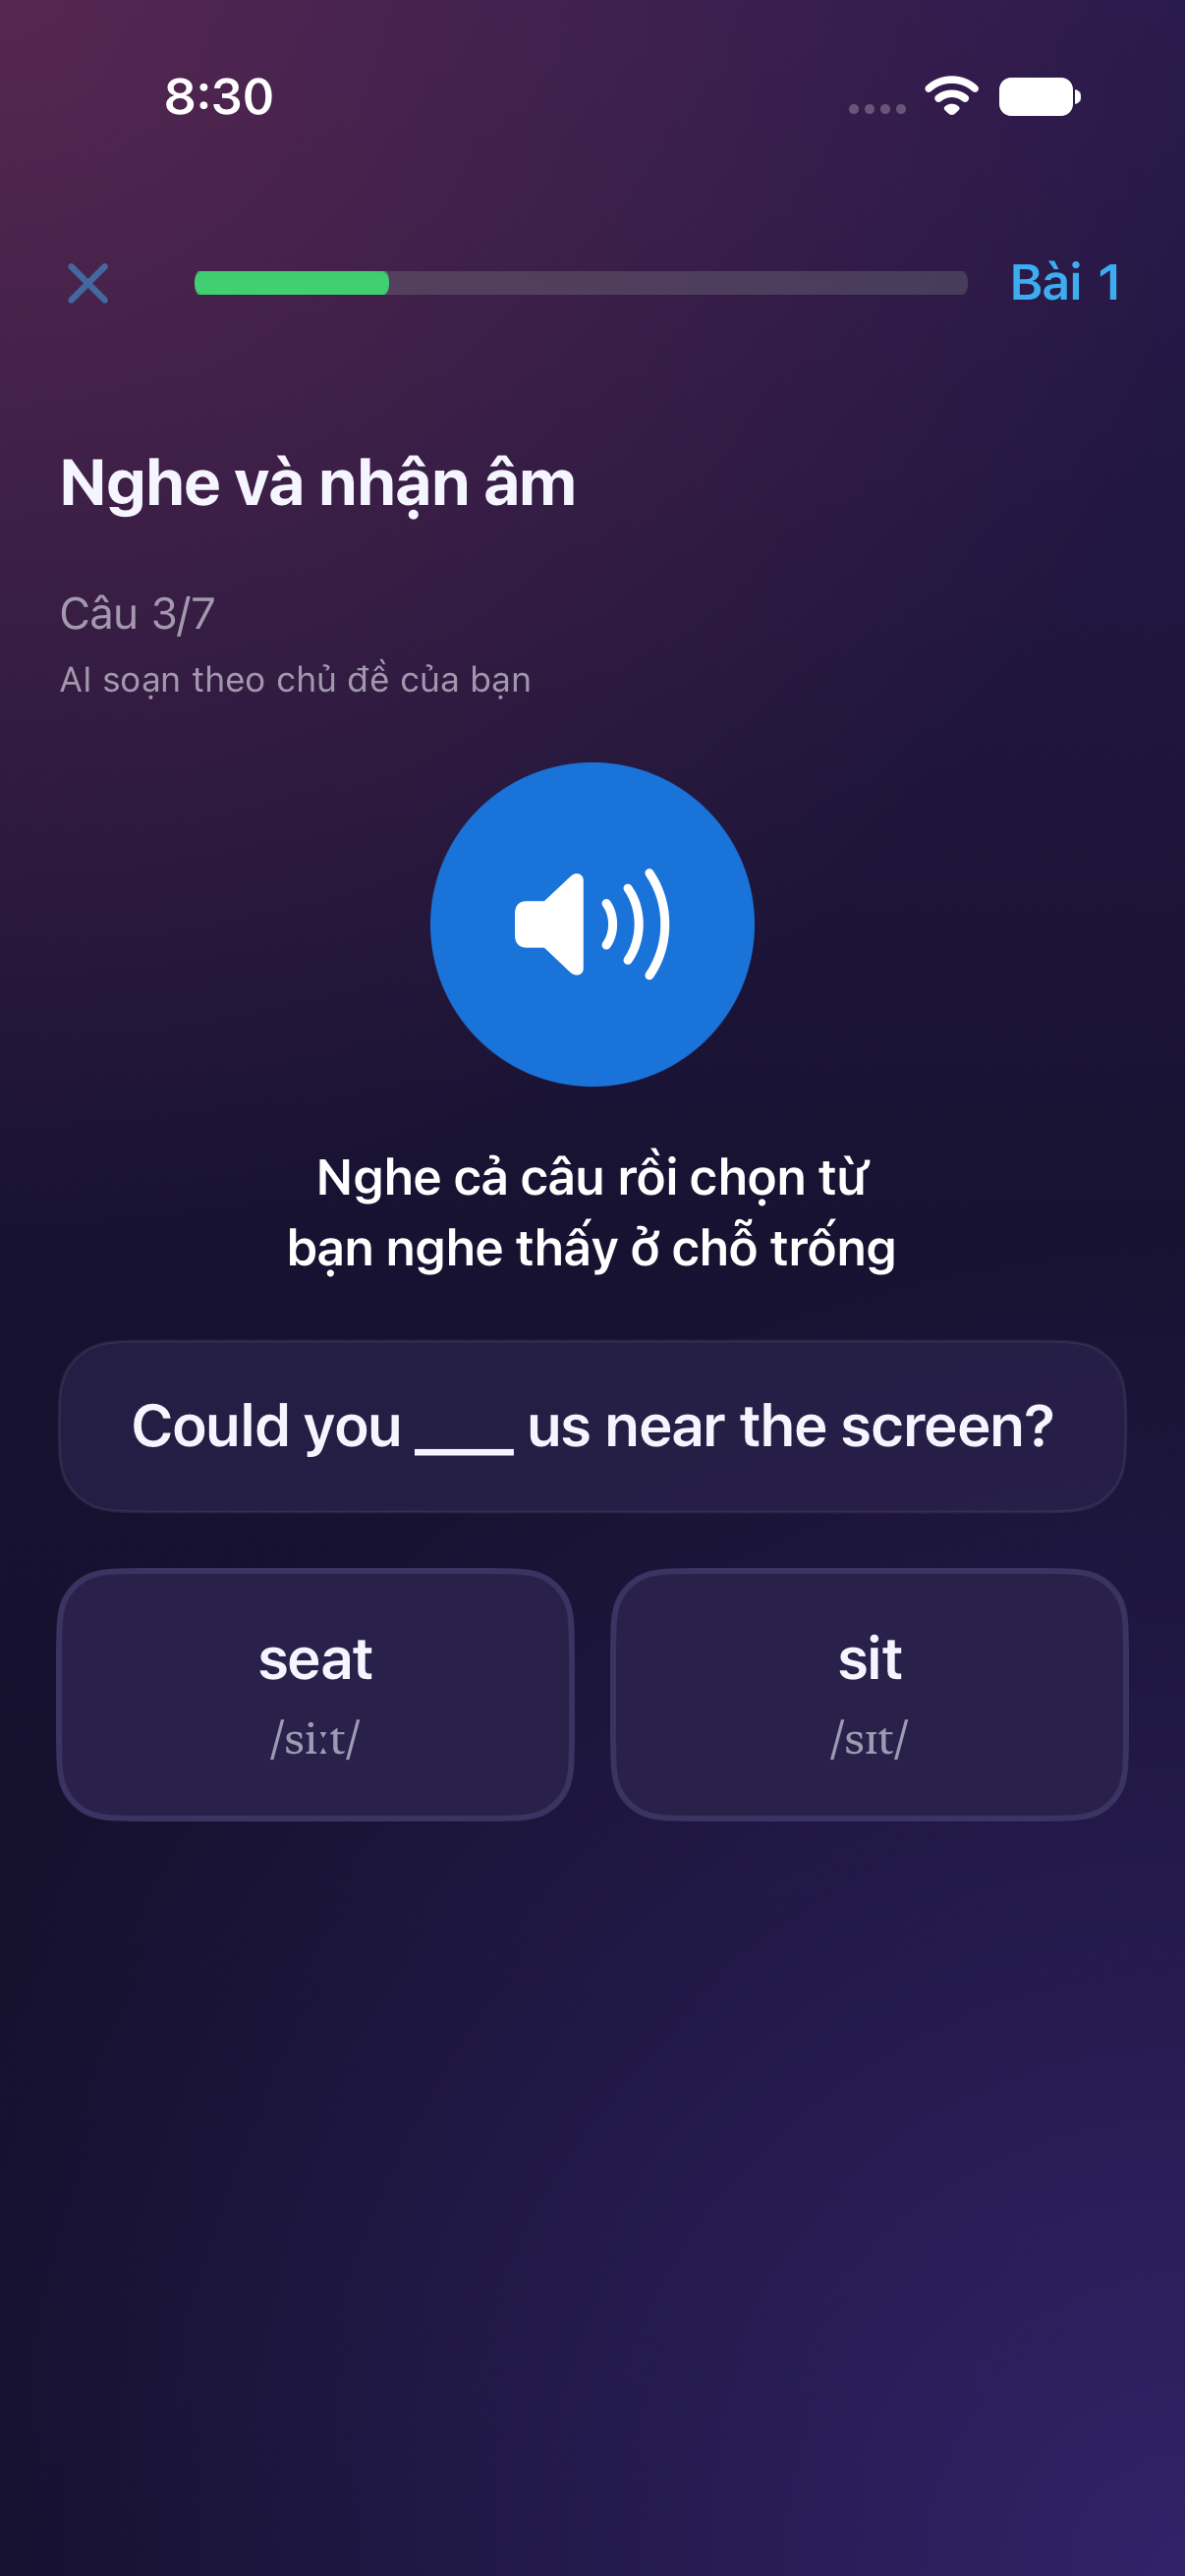 8:30
Bài 1
Nghe và nhận âm
Câu 3/7
AI soạn theo chủ đề của bạn
Nghe cả câu rồi chọn từ
bạn nghe thấy ở chỗ trống
Could you ____ us near the screen?
seat
/siːt/
sit
/sɪt/